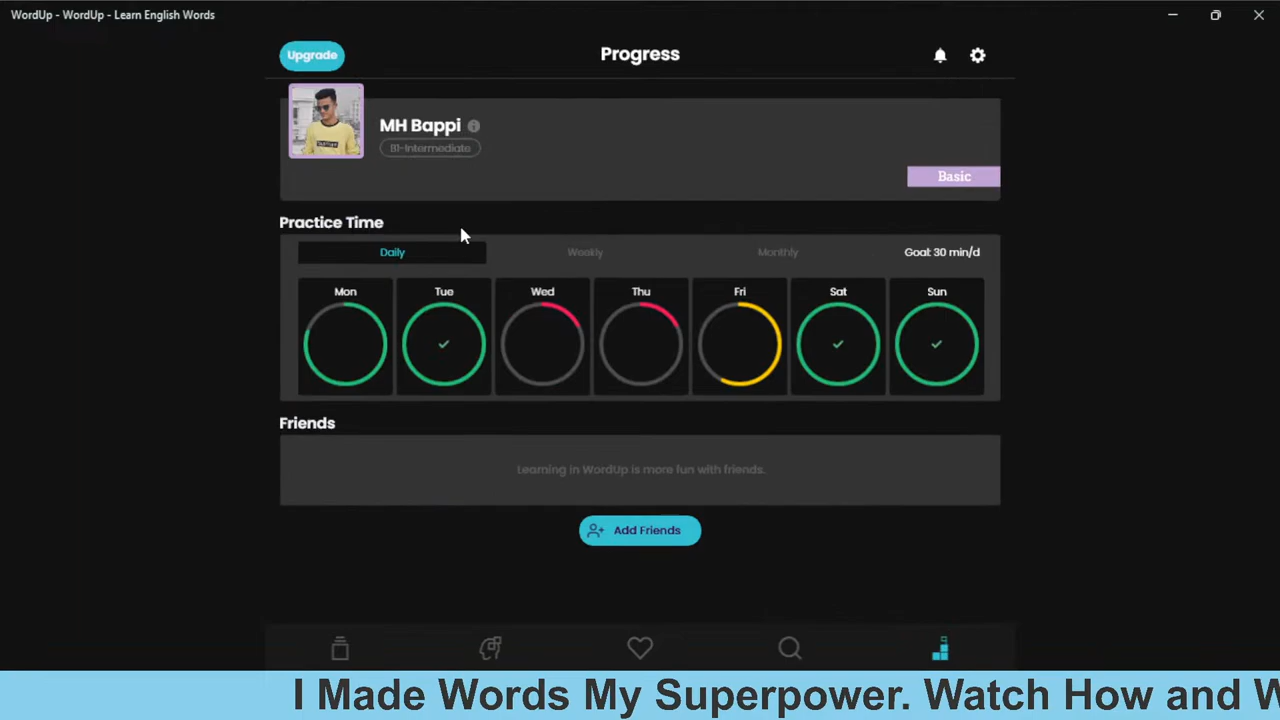 WordUp - WordUp - Learn English Words
Upgrade
Progress
MH Bappi
B1-Intermediate
Basic
Practice Time
Daily
Weekly
Monthly
Goal: 30 min/d
Mon
Tue
Wed
Thu
Fri
Sat
Sun
Friends
Learning in WordUp is more fun with friends.
Add Friends
I Made Words My Superpower. Watch How and W